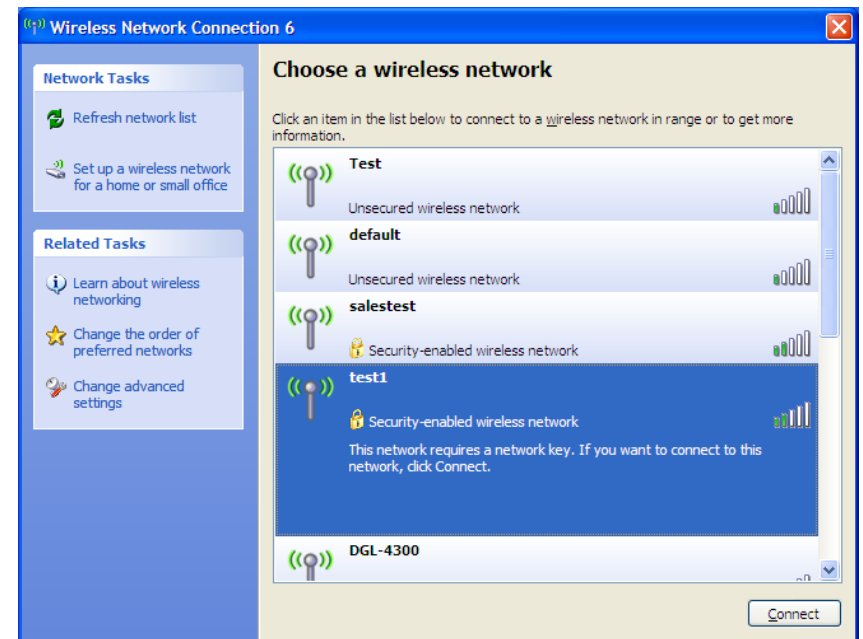 Wireless Network Connection 6
Network Tasks
Refresh network list
Set up a wireless network
for a home or small office
Related Tasks
Learn about wireless
networking
Change the order of
preferred networks
Change advanced
settings
Choose a wireless network
Click an item in the list below to connect to a wireless network in range or to get more
information.
Test
Unsecured wireless network
default
Unsecured wireless network
salestest
Security-enabled wireless network
test1
Security-enabled wireless network
This network requires a network key. If you want to connect to this
network, click Connect.
DGL-4300
Connect